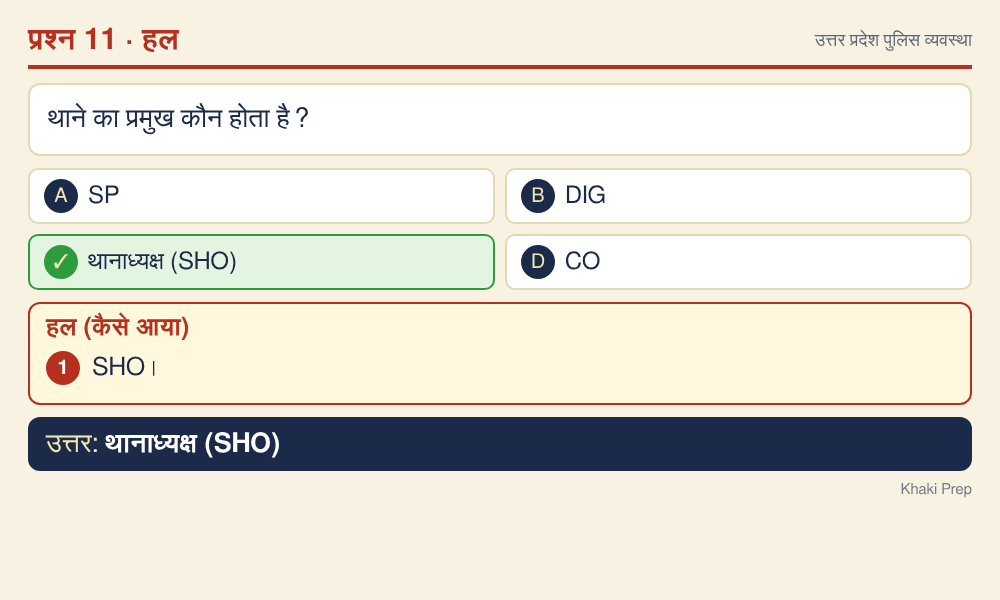 प्रश्न 11 · हल
उत्तर प्रदेश पुलिस व्यवस्था
थाने का प्रमुख कौन होता है ?
A SP
B DIG
✓ थानाध्यक्ष (SHO)
D CO
हल (कैसे आया)
1 SHO।
उत्तर: थानाध्यक्ष (SHO)
Khaki Prep